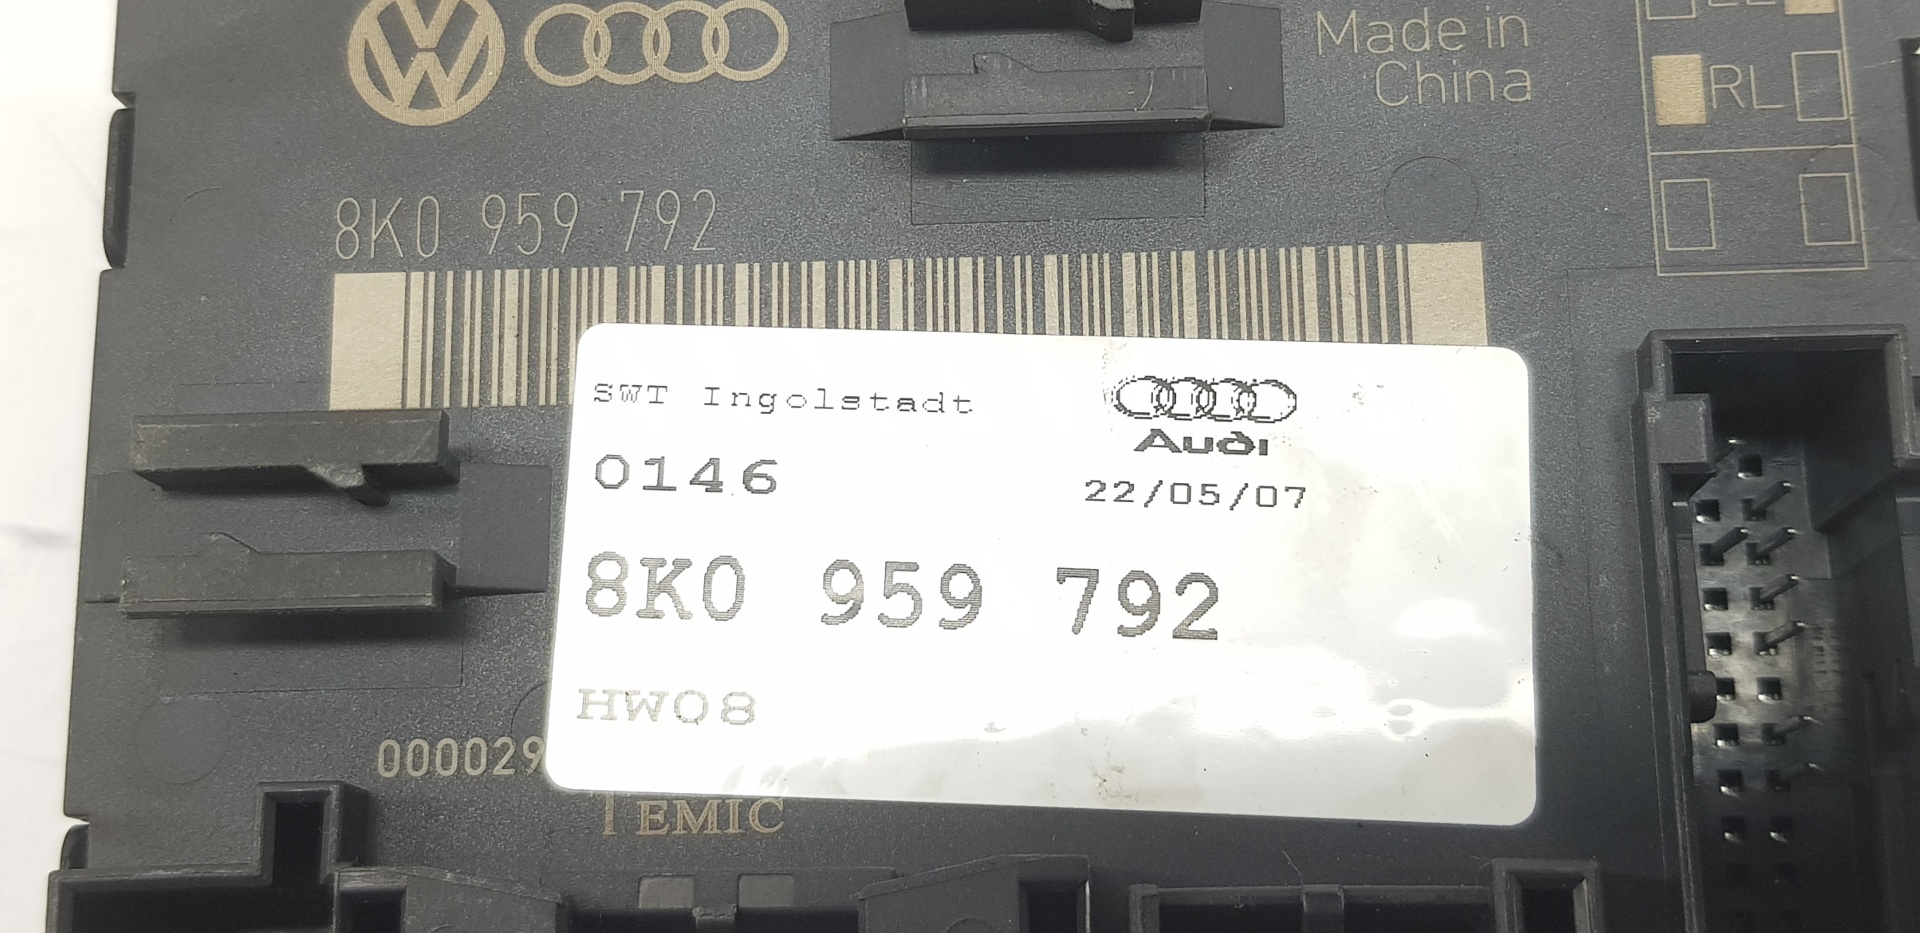 Made in
China
RL
8K0 959 792
SWT Ingolstadt
Audi
0146
22/05/07
8K0 959 792
HW08
000029
TEMIC